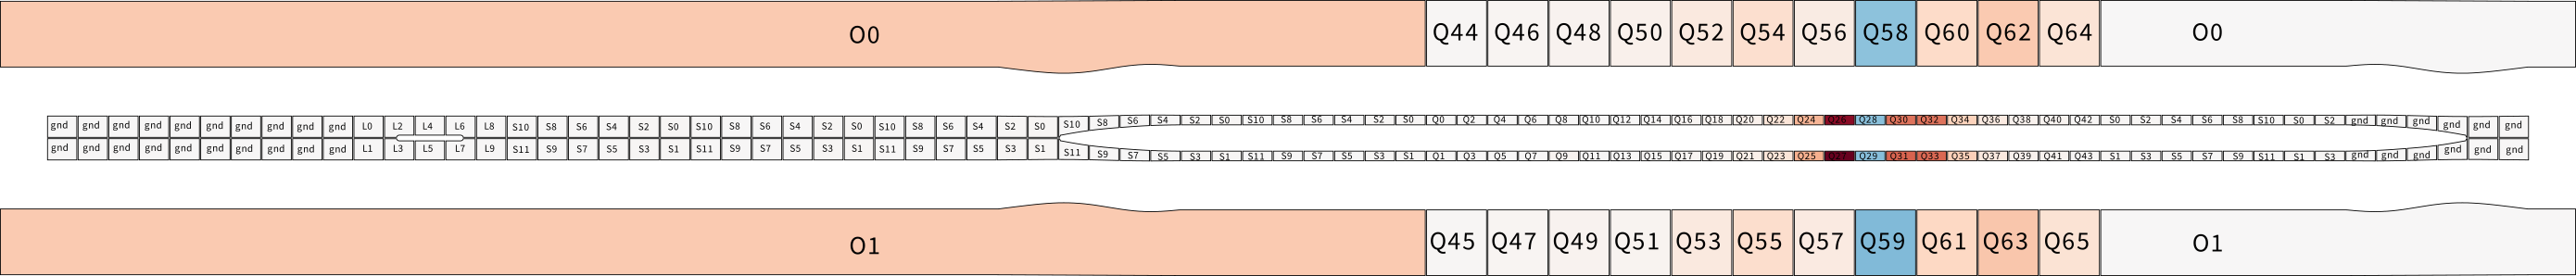 O0 Q44 Q46 Q48 Q50 Q52 Q54 Q56 Q58 Q60 Q62 Q64 O0
gnd gnd gnd gnd gnd gnd gnd gnd gnd gnd L0 L2 L4 L6 L8 S10 S8 S6 S4 S2 S0 S10 S8 S6 S4 S2 S0 S10 S8 S6 S4 S2 S0 S10 S8 S6 S4 S2 S0 S10 S8 S6 S4 S2 S0 Q0 Q2 Q4 Q6 Q8 Q10 Q12 Q14 Q16 Q18 Q20 Q22 Q24 Q26 Q28 Q30 Q32 Q34 Q36 Q38 Q40 Q42 S0 S2 S4 S6 S8 S10 S0 S2 gnd gnd gnd gnd gnd gnd
gnd gnd gnd gnd gnd gnd gnd gnd gnd gnd L1 L3 L5 L7 L9 S11 S9 S7 S5 S3 S1 S11 S9 S7 S5 S3 S1 S11 S9 S7 S5 S3 S1 S11 S9 S7 S5 S3 S1 S11 S9 S7 S5 S3 S1 Q1 Q3 Q5 Q7 Q9 Q11 Q13 Q15 Q17 Q19 Q21 Q23 Q25 Q27 Q29 Q31 Q33 Q35 Q37 Q39 Q41 Q43 S1 S3 S5 S7 S9 S11 S1 S3 gnd gnd gnd gnd gnd gnd
O1 Q45 Q47 Q49 Q51 Q53 Q55 Q57 Q59 Q61 Q63 Q65 O1